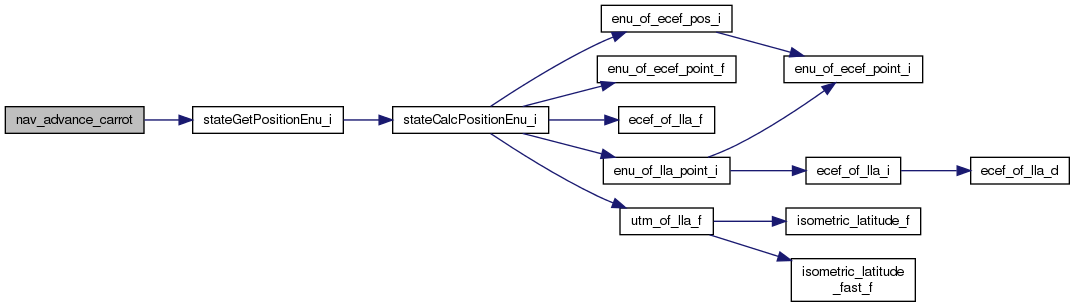 nav_advance_carrot
stateGetPositionEnu_i
stateCalcPositionEnu_i
enu_of_ecef_pos_i
enu_of_ecef_point_f
ecef_of_lla_f
enu_of_lla_point_i
utm_of_lla_f
enu_of_ecef_point_i
ecef_of_lla_i
isometric_latitude_f
isometric_latitude
_fast_f
ecef_of_lla_d